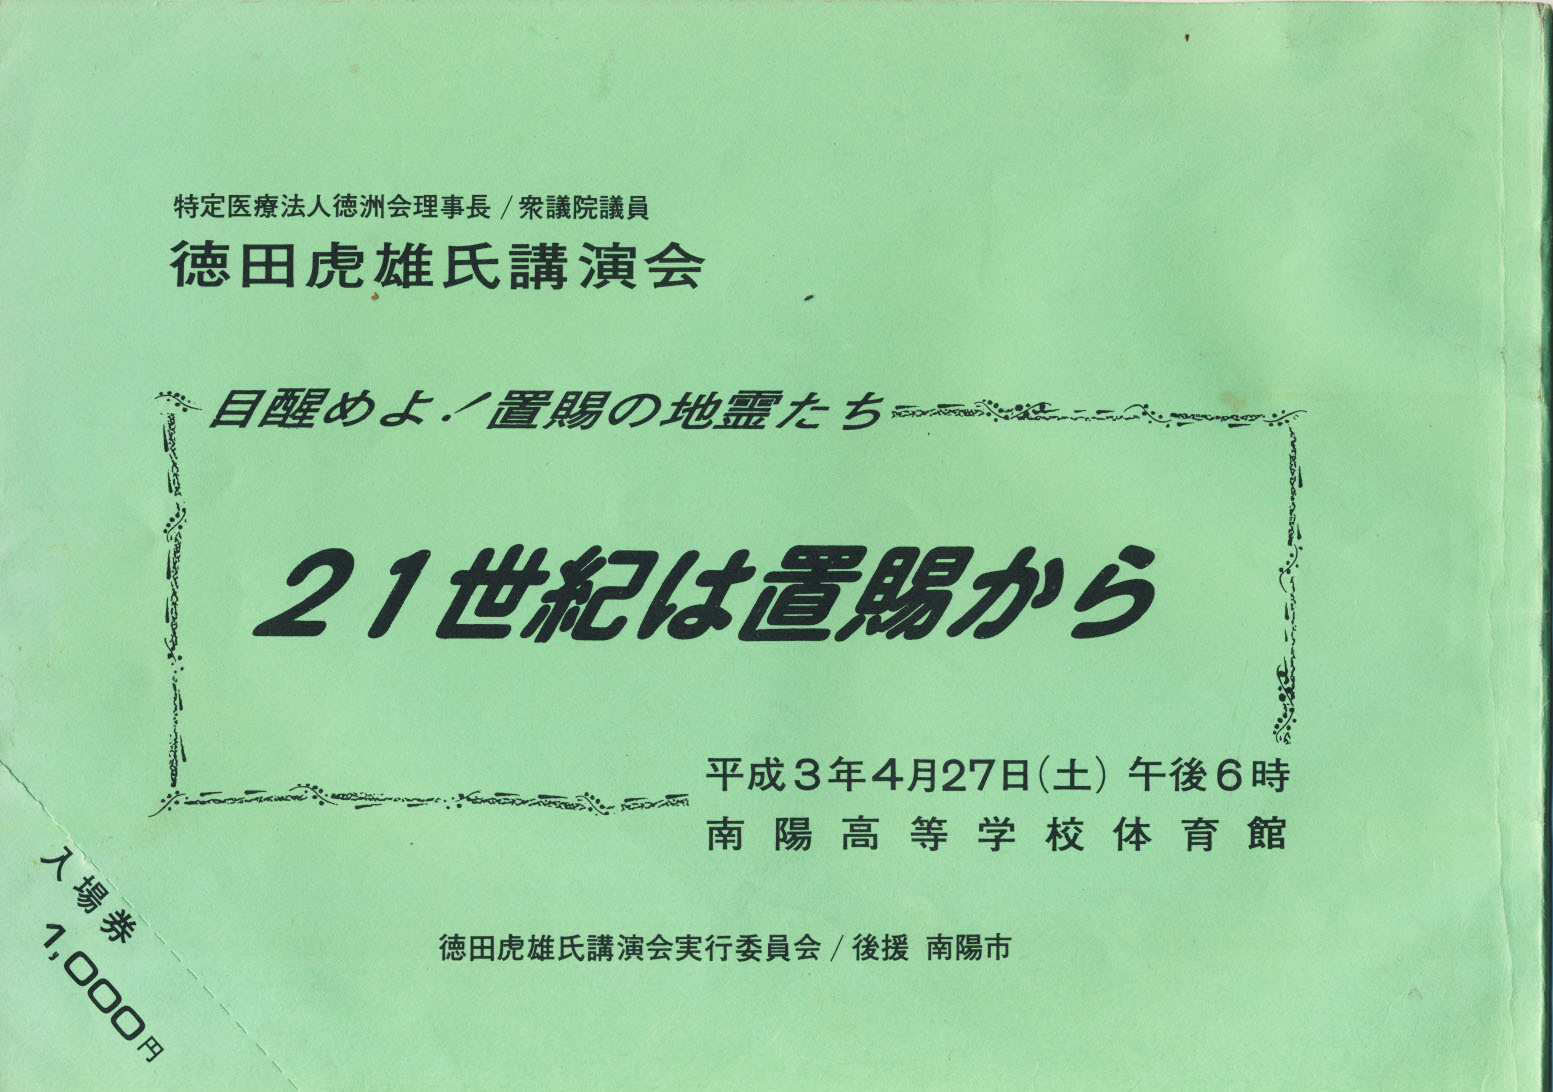 特定医療法人徳洲会理事長/衆議院議員
徳田虎雄氏講演会
目醒めよ!置賜の地霊たち
21世紀は置賜から
平成3年4月27日(土)午後6時
南陽高等学校体育館
徳田虎雄氏講演会実行委員会/後援 南陽市
入場券
1,000円